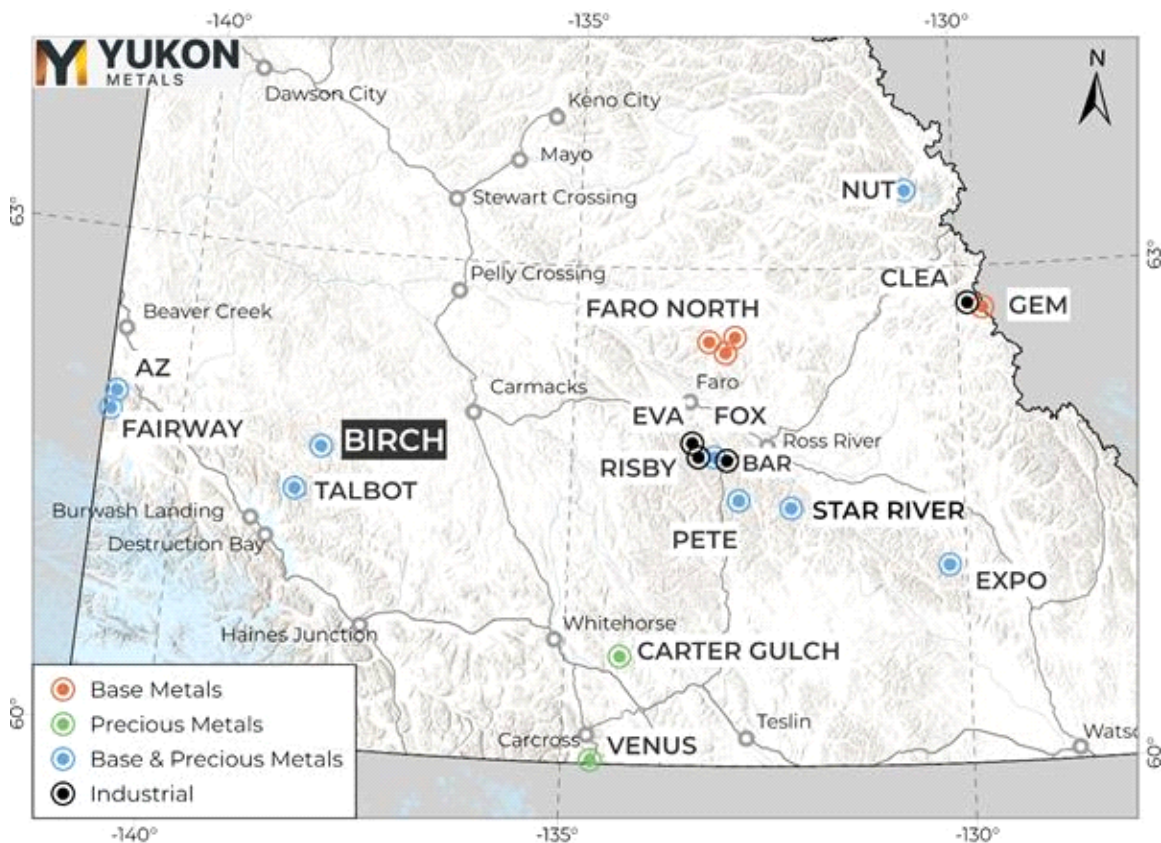 -140°
-135°
-130°
YUKON
METALS
N
Dawson City
Keno City
Mayo
Stewart Crossing
NUT
63°
63°
Pelly Crossing
CLEA
GEM
Beaver Creek
FARO NORTH
AZ
Faro
Carmacks
FAIRWAY
BIRCH
EVA
FOX
Ross River
RISBY
BAR
TALBOT
Burwash Landing
STAR RIVER
Destruction Bay
PETE
EXPO
Haines Junction
Whitehorse
CARTER GULCH
Base Metals
Precious Metals
Base & Precious Metals
Industrial
60°
60°
Teslin
Carcross
VENUS
-140°
-135°
-130°